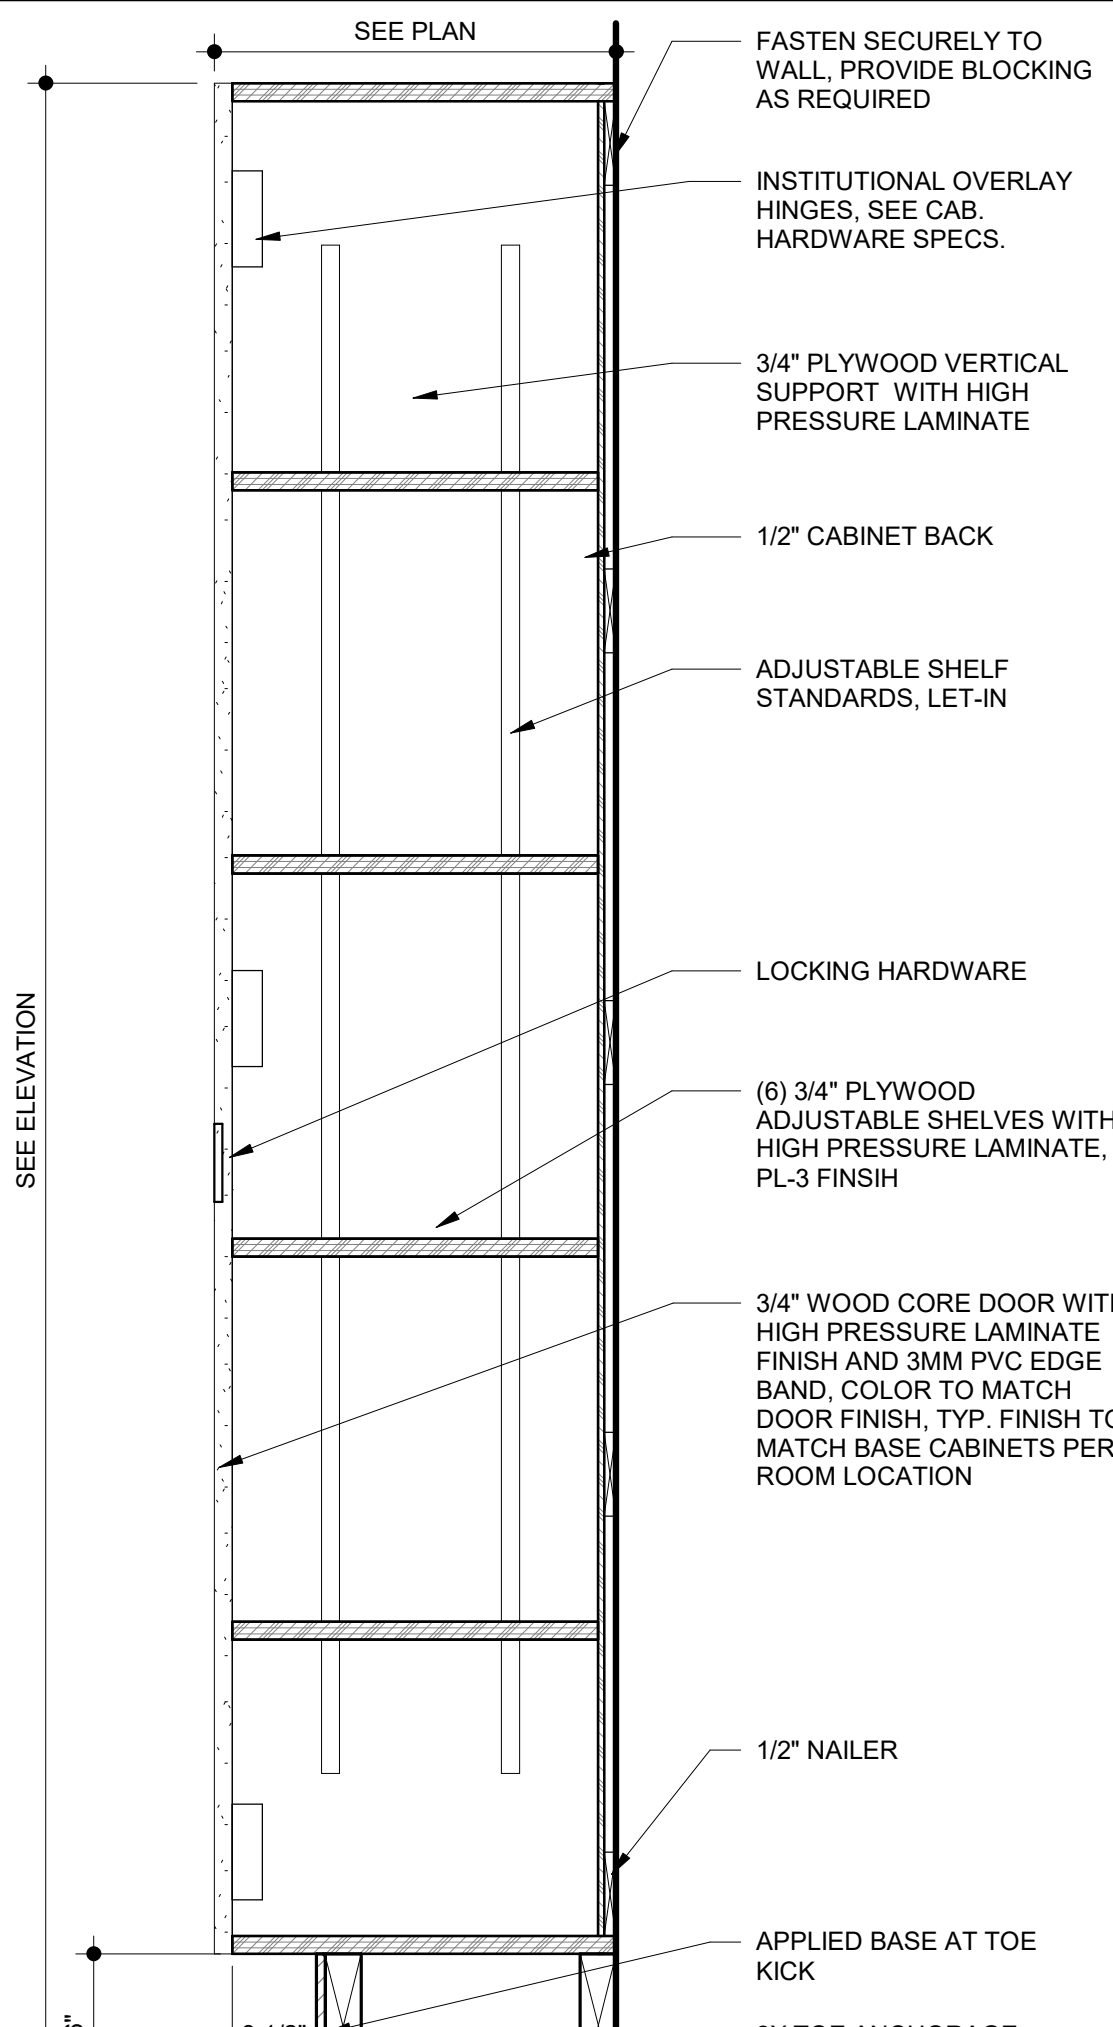 SEE PLAN
FASTEN SECURELY TO
WALL, PROVIDE BLOCKING
AS REQUIRED
INSTITUTIONAL OVERLAY
HINGES, SEE CAB.
HARDWARE SPECS.
3/4" PLYWOOD VERTICAL
SUPPORT WITH HIGH
PRESSURE LAMINATE
1/2" CABINET BACK
ADJUSTABLE SHELF
STANDARDS, LET-IN
LOCKING HARDWARE
SEE ELEVATION
(6) 3/4" PLYWOOD
ADJUSTABLE SHELVES WITH
HIGH PRESSURE LAMINATE,
PL-3 FINSIH
3/4" WOOD CORE DOOR WITH
HIGH PRESSURE LAMINATE
FINISH AND 3MM PVC EDGE
BAND, COLOR TO MATCH
DOOR FINISH, TYP. FINISH TO
MATCH BASE CABINETS PER
ROOM LOCATION
1/2" NAILER
APPLIED BASE AT TOE
KICK